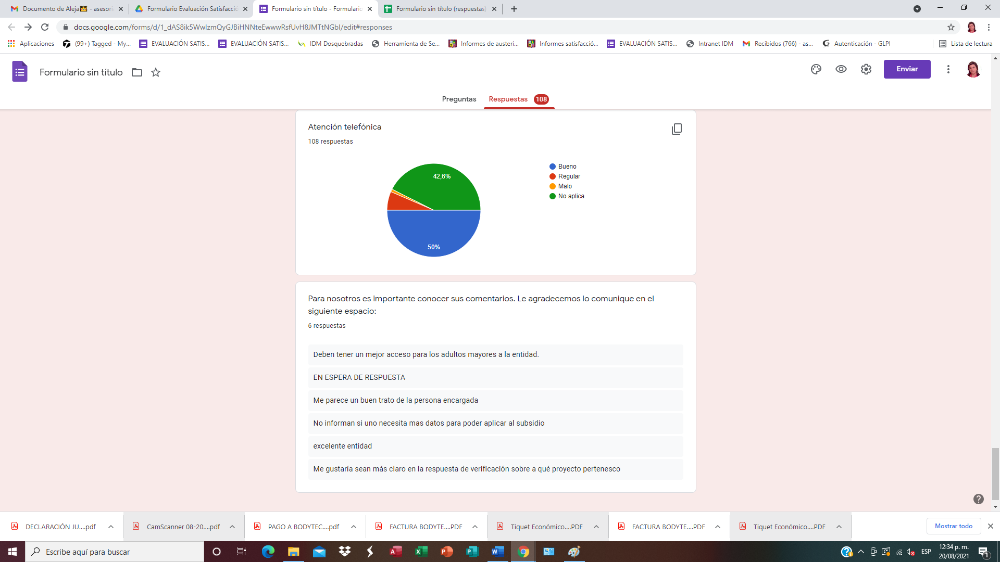 Documento de Aleja - asesori
Formulario Evaluación Satisfacció
Formulario sin título - Formulario
Formulario sin título (respuestas)
docs.google.com/forms/d/1_dAS8ik5WwIzmQyGJBiHNNteEwwwRsfUvH8JMTtNGbI/edit#responses
Aplicaciones
(99+) Tagged - My...
EVALUACIÓN SATIS...
EVALUACIÓN SATIS...
IDM Dosquebradas
Herramienta de Se...
Informes de austeri...
Informes satisfacció...
EVALUACIÓN SATIS...
Intranet IDM
Recibidos (766) - as...
Autenticación - GLPI
Lista de lectura
Formulario sin título
Enviar
Preguntas
Respuestas 108
Atención telefónica
108 respuestas
Bueno
Regular
Malo
No aplica
42,6%
50%
Para nosotros es importante conocer sus comentarios. Le agradecemos lo comunique en el
siguiente espacio:
6 respuestas
Deben tener un mejor acceso para los adultos mayores a la entidad.
EN ESPERA DE RESPUESTA
Me parece un buen trato de la persona encargada
No informan si uno necesita mas datos para poder aplicar al subsidio
excelente entidad
Me gustaría sean más claro en la respuesta de verificación sobre a qué proyecto pertenesco
DECLARACIÓN JU....pdf
CamScanner 08-20....pdf
PAGO A BODYTEC....pdf
FACTURA BODYTE....PDF
Tiquet Económico....PDF
FACTURA BODYTE....PDF
Tiquet Económico....PDF
Mostrar todo
Escribe aquí para buscar
ESP
12:34 p. m.
20/08/2021
1